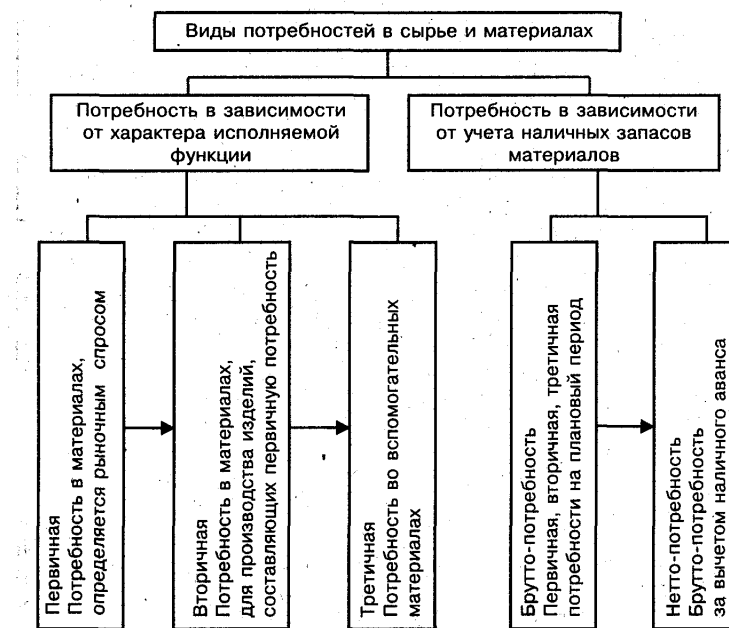 Виды потребностей в сырье и материалах
Потребность в зависимости
от характера исполняемой
функции
Потребность в зависимости
от учета наличных запасов
материалов
Первичная
Потребность в материалах,
определяется рыночным спросом
Вторичная
Потребность в материалах,
для производства изделий,
составляющих первичную потребность
Третичная
Потребность во вспомогательных
материалах
Брутто-потребность
Первичная, вторичная, третичная
потребности на плановый период
Нетто-потребность
Брутто-потребность
за вычетом наличного аванса